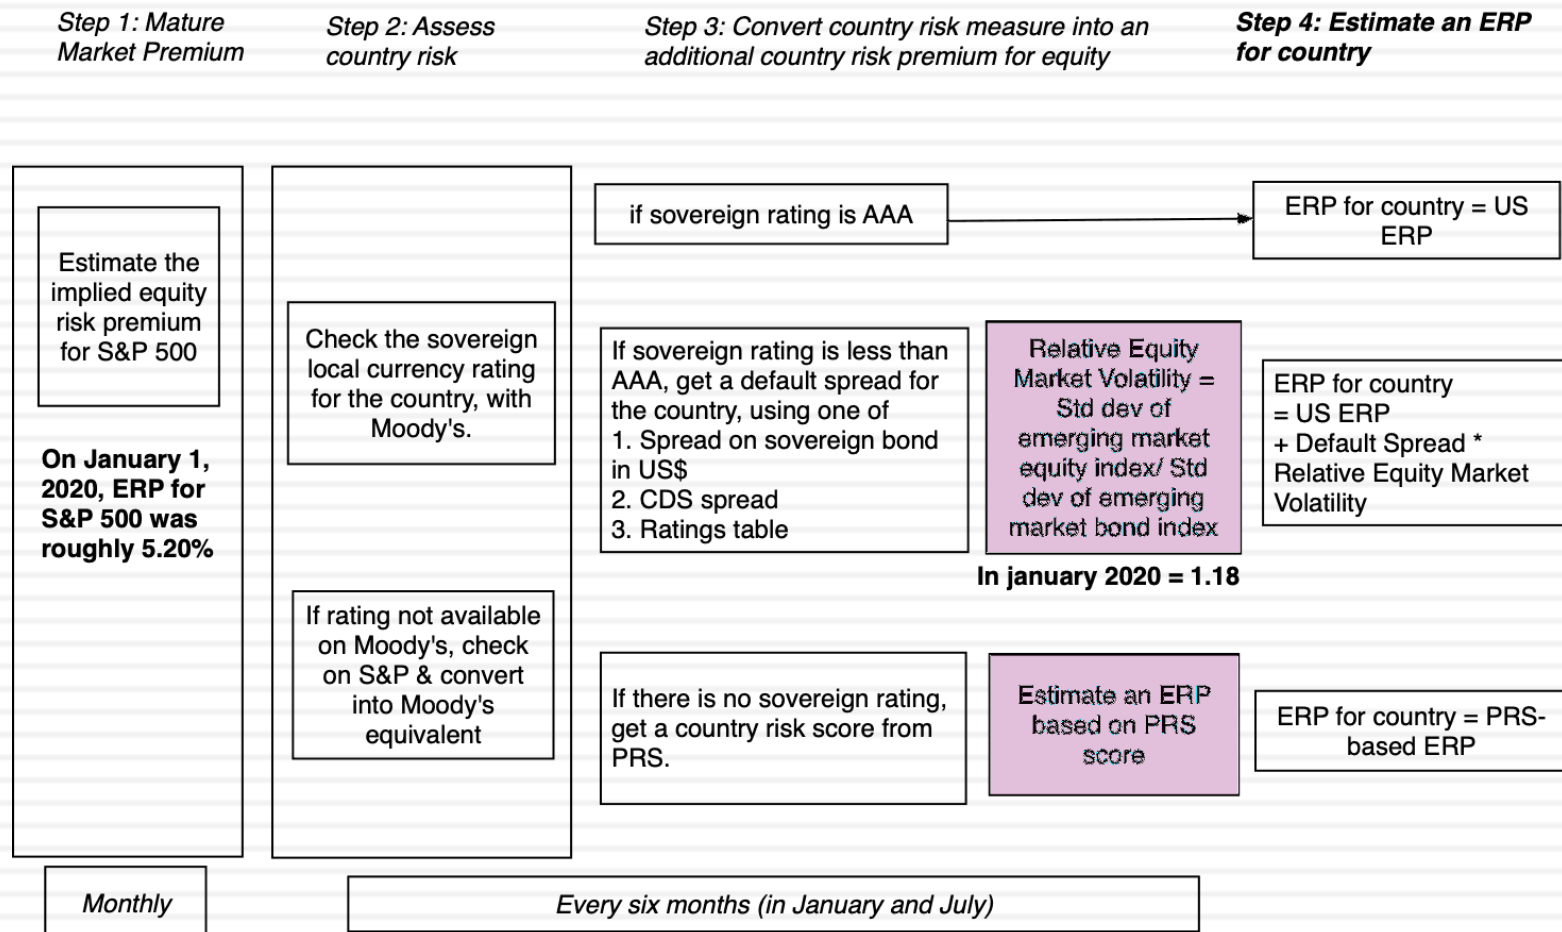 Step 1: Mature
Market Premium
Step 2: Assess
country risk
Step 3: Convert country risk measure into an
additional country risk premium for equity
Step 4: Estimate an ERP
for country
Estimate the
implied equity
risk premium
for S&P 500
On January 1,
2020, ERP for
S&P 500 was
roughly 5.20%
Check the sovereign
local currency rating
for the country, with
Moody's.
If rating not available
on Moody's, check
on S&P & convert
into Moody's
equivalent
if sovereign rating is AAA
ERP for country = US
ERP
If sovereign rating is less than
AAA, get a default spread for
the country, using one of
1. Spread on sovereign bond
in US$
2. CDS spread
3. Ratings table
Relative Equity
Market Volatility =
Std dev of
emerging market
equity index/ Std
dev of emerging
market bond index
In january 2020 = 1.18
ERP for country
= US ERP
+ Default Spread *
Relative Equity Market
Volatility
If there is no sovereign rating,
get a country risk score from
PRS.
Estimate an ERP
based on PRS
score
ERP for country = PRS-
based ERP
Monthly
Every six months (in January and July)